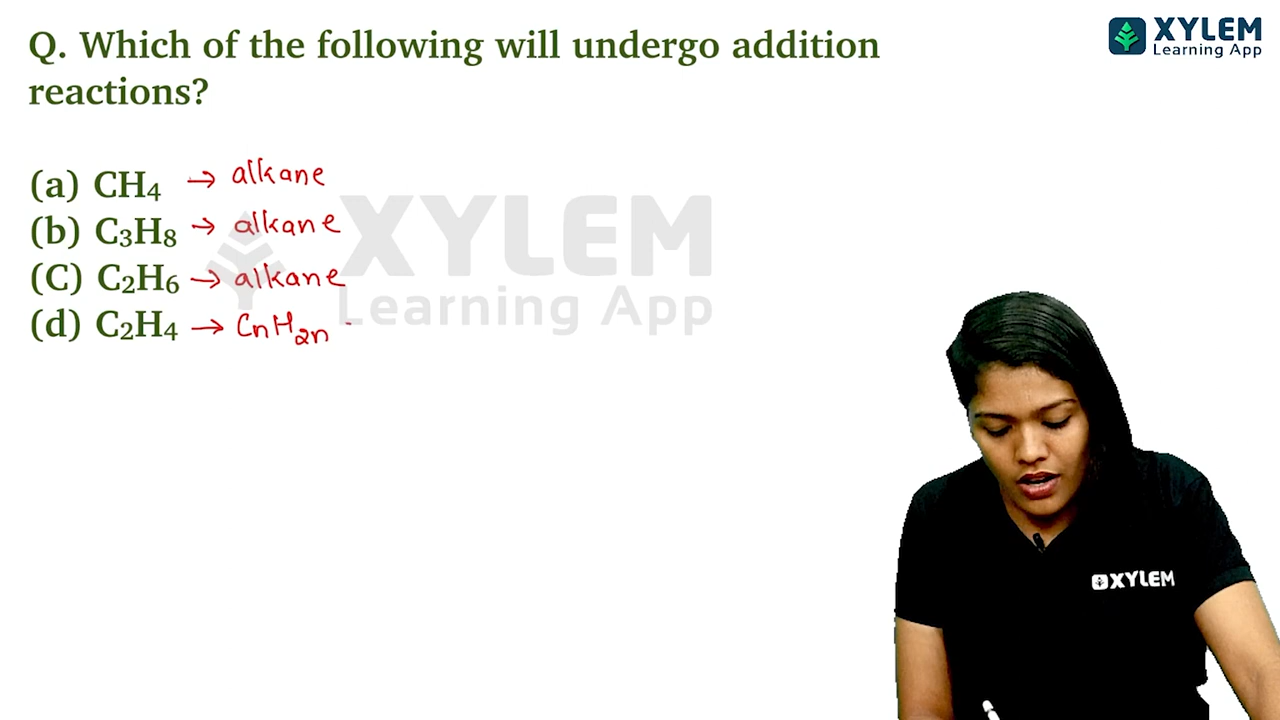 Q. Which of the following will undergo addition
reactions?
XYLEM
Learning App
(a) CH4 → alkane
(b) C3H8 → alkane
(C) C2H6 → alkane
(d) C2H4 → CnH2n
XYLEM
Learning App
XYLEM